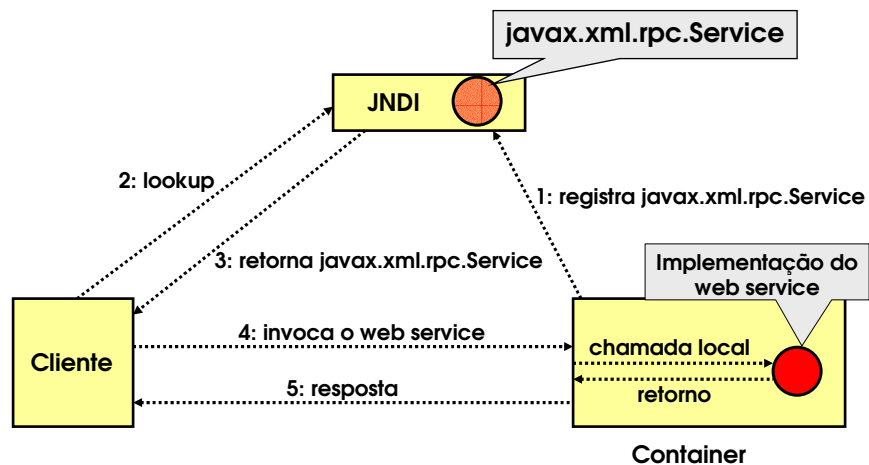 javax.xml.rpc.Service
JNDI
2: lookup
1: registra javax.xml.rpc.Service
3: retorna javax.xml.rpc.Service
Implementação do
web service
4: invoca o web service
Cliente
chamada local
5: resposta
retorno
Container